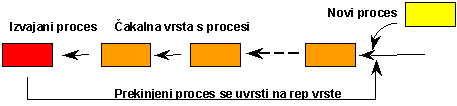 Novi proces
Izvajani proces
Čakalna vrsta s procesi
Prekinjeni proces se uvrsti na rep vrste